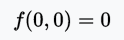 f(0, 0) = 0